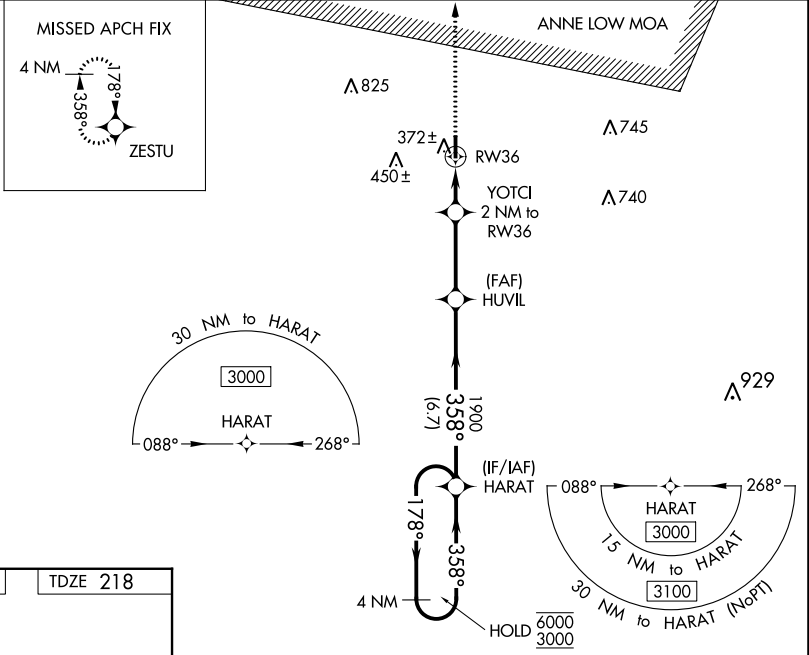 MISSED APCH FIX
4 NM
178°
358°
ZESTU
ANNE LOW MOA
825
745
372±
RW36
450±
740
YOTCI
2 NM to
RW36
(FAF)
HUVIL
30 NM to HARAT
3000
HARAT
088°
268°
929
1900
358°
(6.7)
(IF/IAF)
HARAT
178°
358°
4 NM
HOLD 6000
3000
088°
268°
HARAT
3000
15 NM to HARAT
3100
30 NM to HARAT (NoPT)
TDZE 218